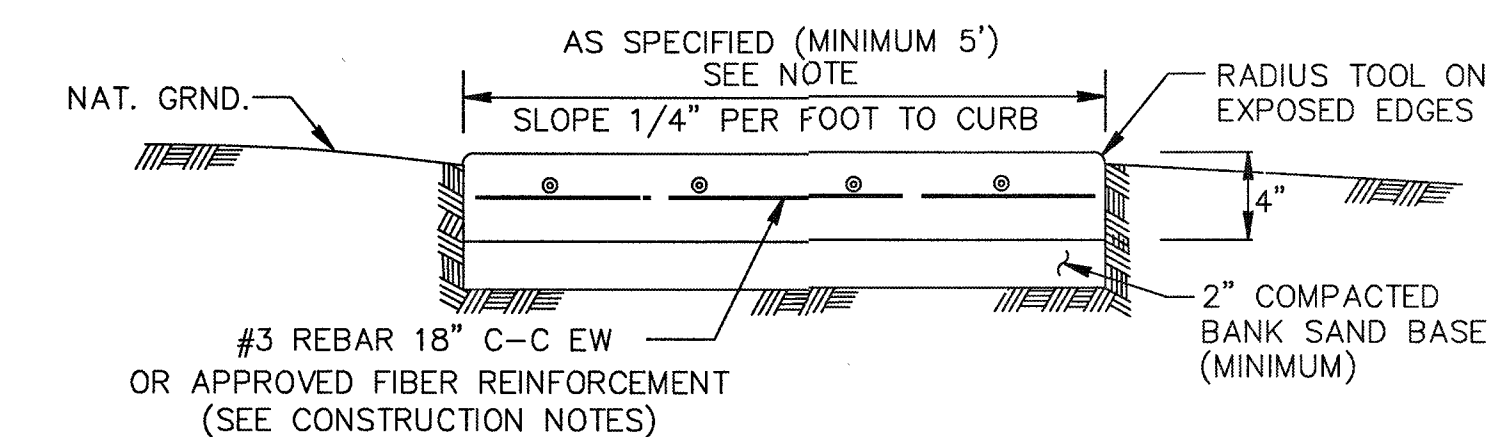 AS SPECIFIED (MINIMUM 5')
SEE NOTE
SLOPE 1/4" PER FOOT TO CURB
NAT. GRND.
RADIUS TOOL ON
EXPOSED EDGES
4"
2" COMPACTED
BANK SAND BASE
(MINIMUM)
#3 REBAR 18" C-C EW
OR APPROVED FIBER REINFORCEMENT
(SEE CONSTRUCTION NOTES)